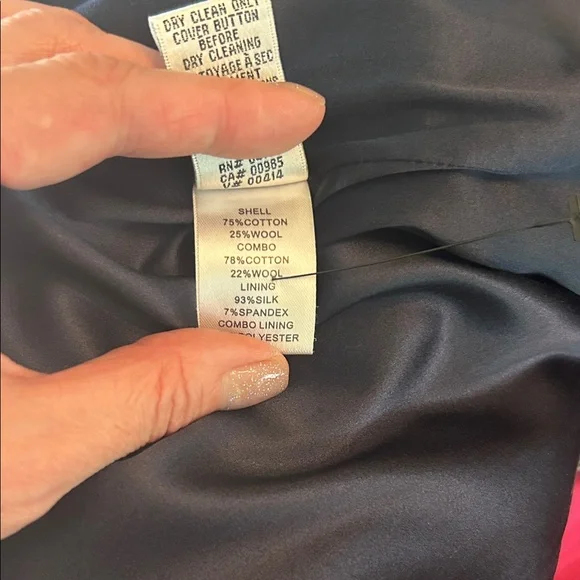 DRY CLEAN ONLY
COVER BUTTON
BEFORE
DRY CLEANING
À SEC
RN#
CA# 00985
V# 00414
SHELL
75%COTTON
25%WOOL
COMBO
78%COTTON
22%WOOL
LINING
93%SILK
7%SPANDEX
COMBO LINING